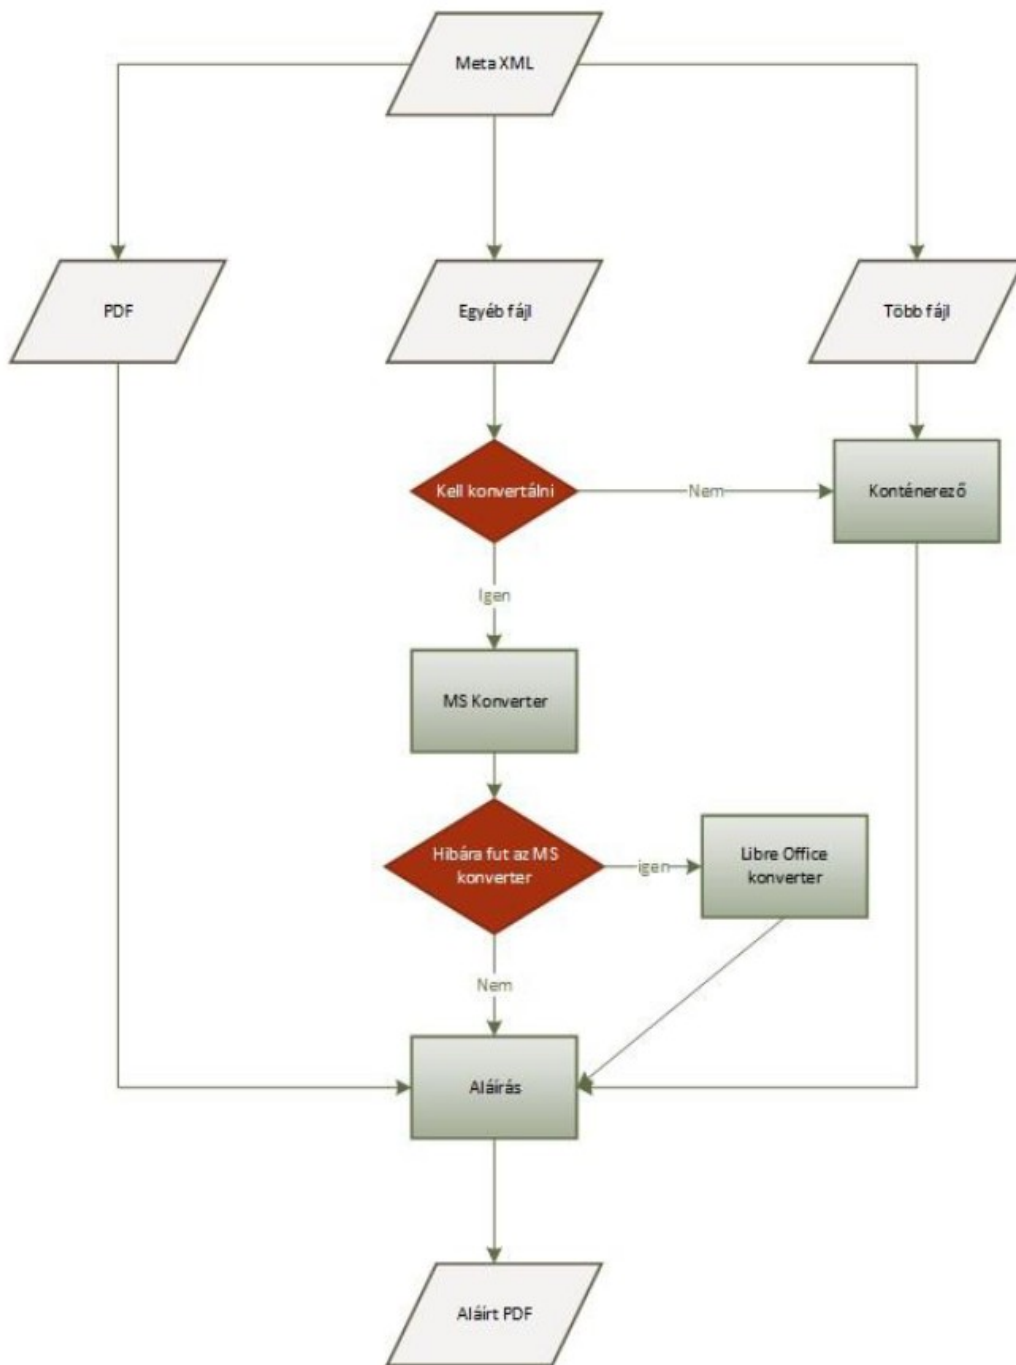 Meta XML
PDF
Egyéb fájl
Több fájl
Kell konvertálni
Nem
Konténerező
Igen
MS Konverter
Hibára fut az MS
konverter
igen
Libre Office
konverter
Nem
Aláírás
Aláírt PDF